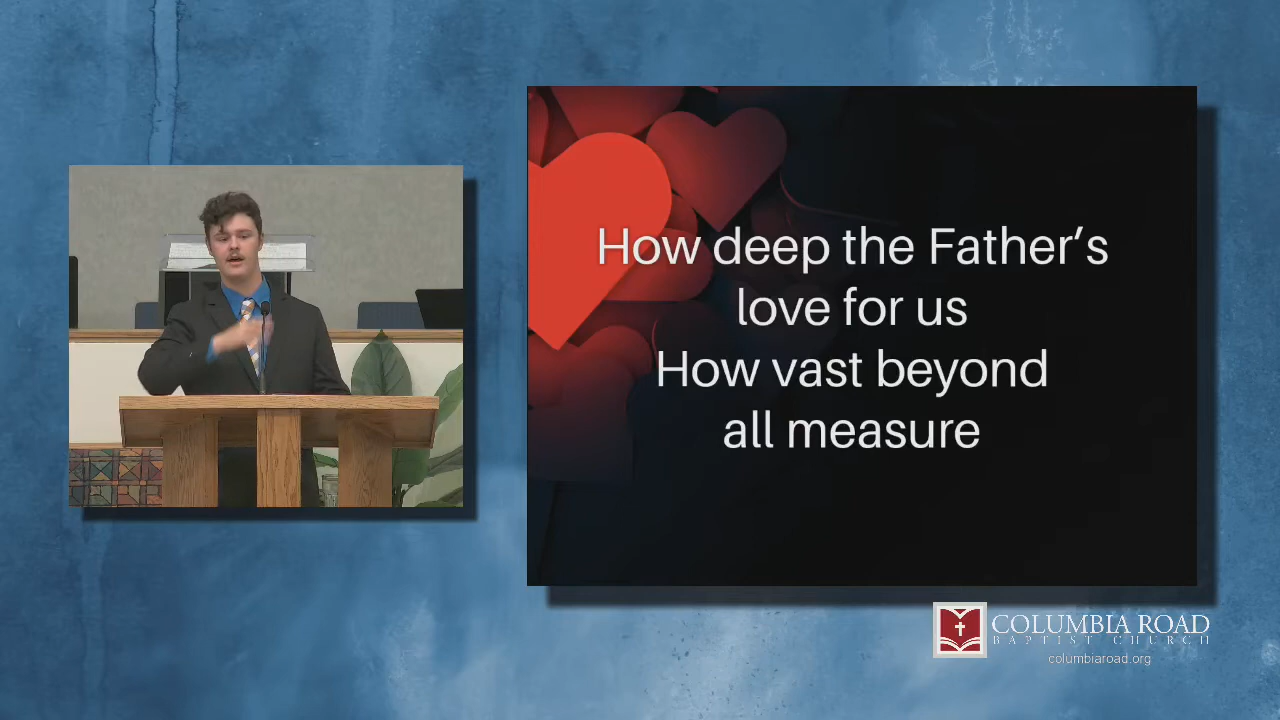 How deep the Father’s
love for us
How vast beyond
all measure
COLUMBIA ROAD
BAPTIST CHURCH
columbiaroad.org